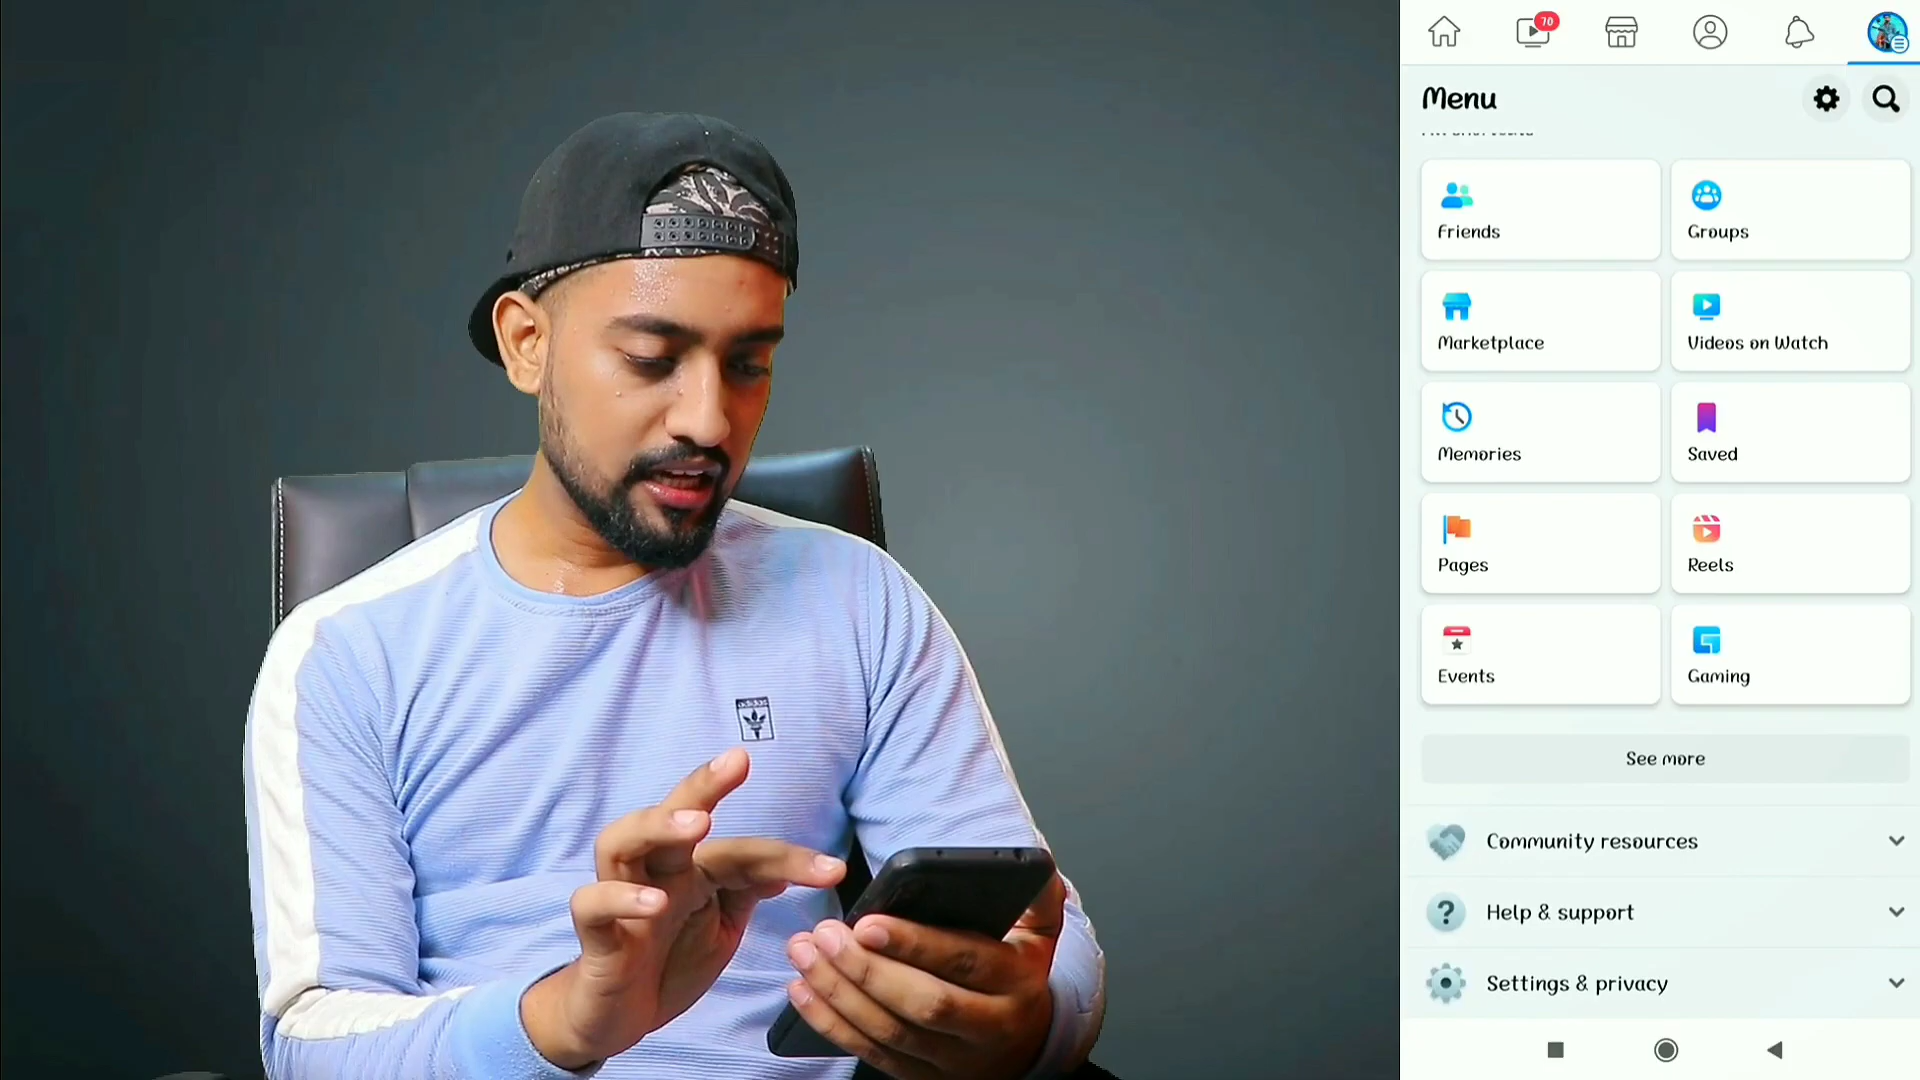 70
Menu
Friends
Groups
Marketplace
Videos on Watch
Memories
Saved
Pages
Reels
Events
Gaming
See more
Community resources
Help & support
Settings & privacy
adidas